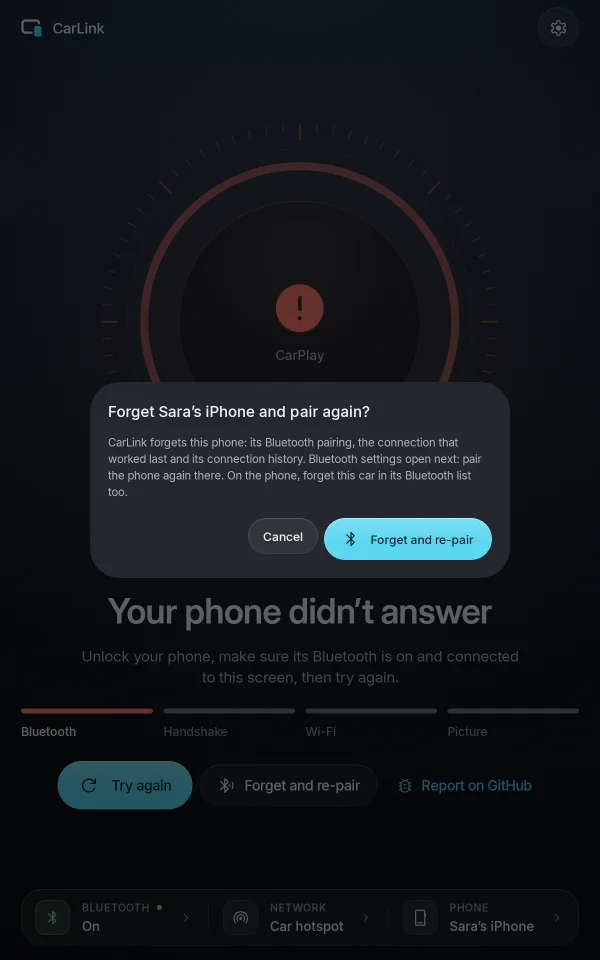 CarLink
CarPlay
Forget Sara’s iPhone and pair again?
CarLink forgets this phone: its Bluetooth pairing, the connection that
worked last and its connection history. Bluetooth settings open next: pair
the phone again there. On the phone, forget this car in its Bluetooth list
too.
Cancel
Forget and re-pair
Your phone didn’t answer
Unlock your phone, make sure its Bluetooth is on and connected
to this screen, then try again.
Bluetooth
Handshake
Wi-Fi
Picture
Try again
Forget and re-pair
Report on GitHub
BLUETOOTH
On
NETWORK
Car hotspot
PHONE
Sara’s iPhone